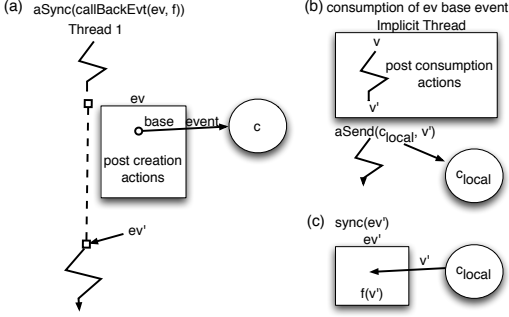 (a) aSync(callBackEvt(ev, f))
Thread 1
ev
base event
c
post creation
actions
ev'
(b) consumption of ev base event
Implicit Thread
v
post consumption
actions
v'
aSend(clocal, v')
clocal
(c) sync(ev')
ev'
v'
clocal
f(v')